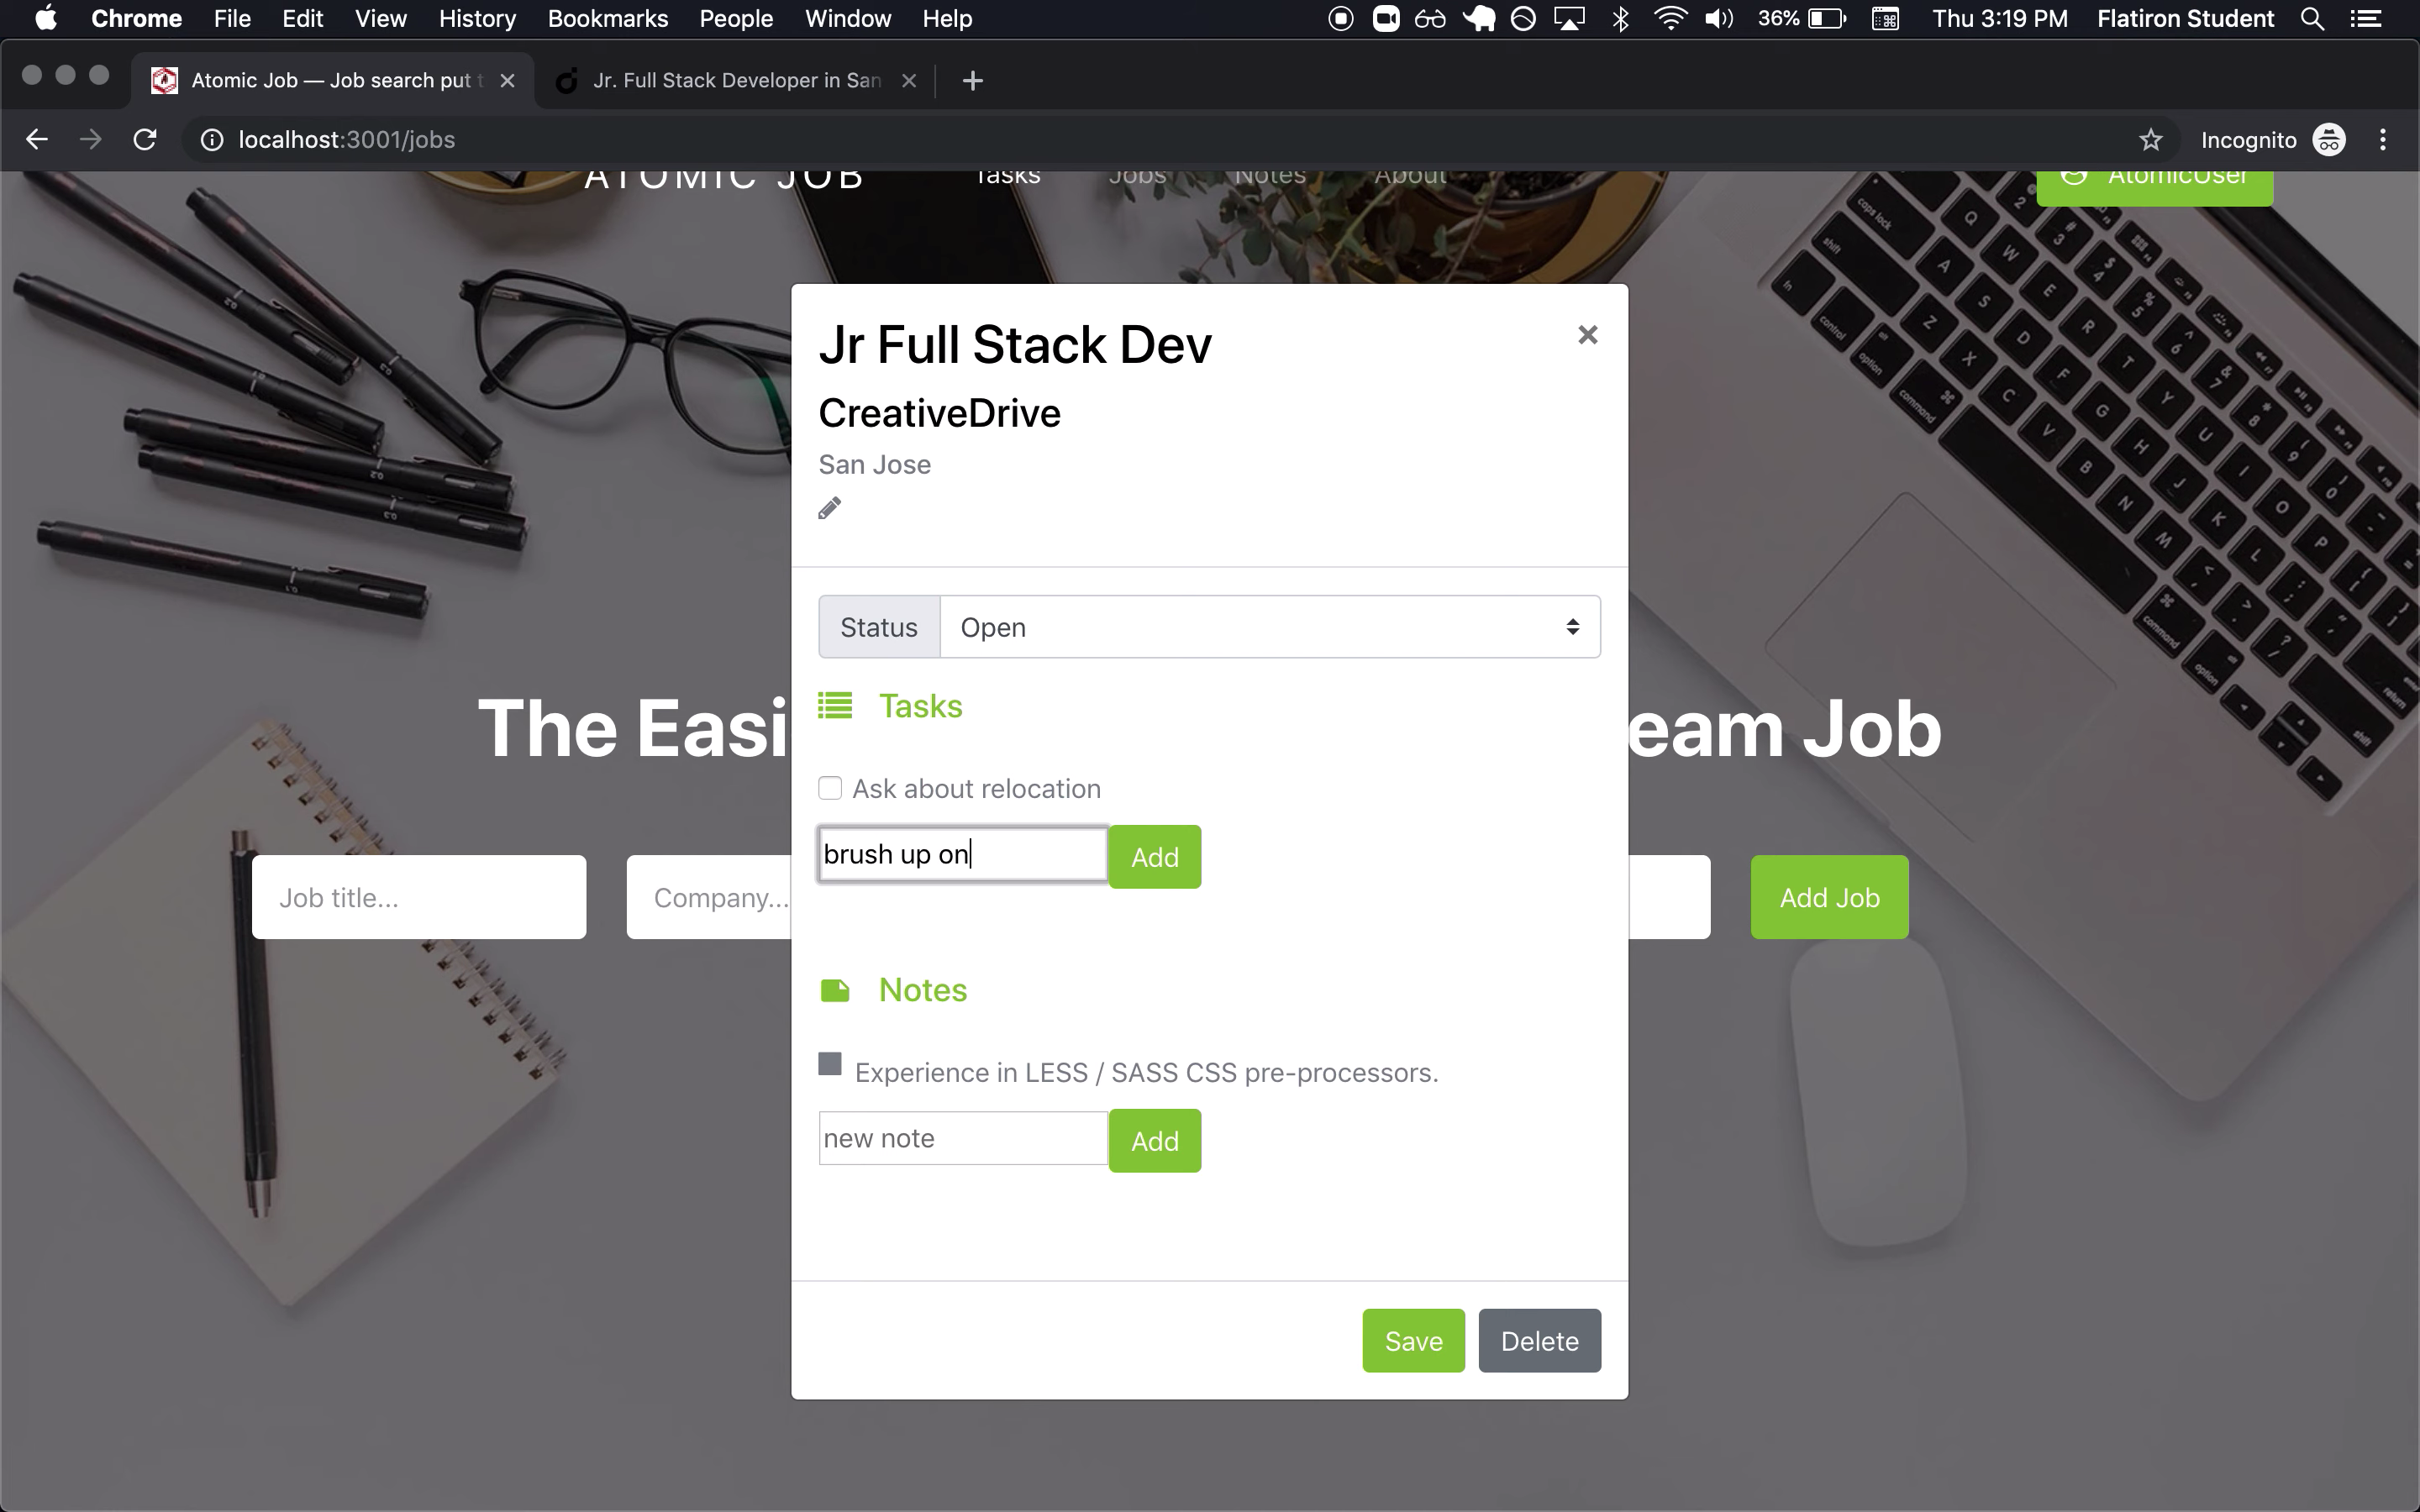 Chrome File Edit View History Bookmarks People Window Help 36% Thu 3:19 PM Flatiron Student
Atomic Job — Job search put t
Jr. Full Stack Developer in San
localhost:3001/jobs
Incognito
ATOMIC JOB Tasks Jobs Notes About AtomicUser
Jr Full Stack Dev
CreativeDrive
San Jose
Status Open
Tasks
The Easi
eam Job
Ask about relocation
brush up on Add
Job title...
Company...
Add Job
Notes
Experience in LESS / SASS CSS pre-processors.
new note Add
Save Delete